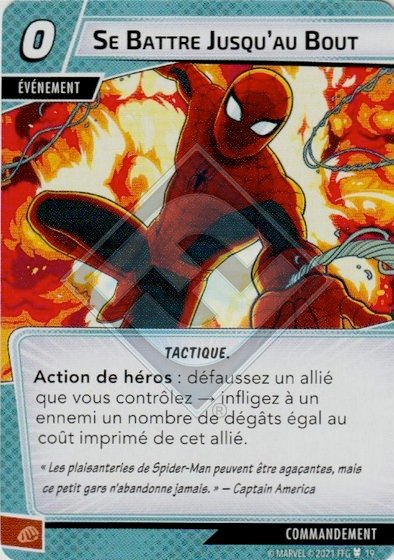 0
SE BATTRE JUSQU'AU BOUT
ÉVÉNEMENT
TACTIQUE.
Action de héros : défaussez un allié
que vous contrôlez → infligez à un
ennemi un nombre de dégâts égal au
coût imprimé de cet allié.
« Les plaisanteries de Spider-Man peuvent être agaçantes, mais
ce petit gars n'abandonne jamais. » – Captain America
COMMANDEMENT
© MARVEL © 2021 FFG 19